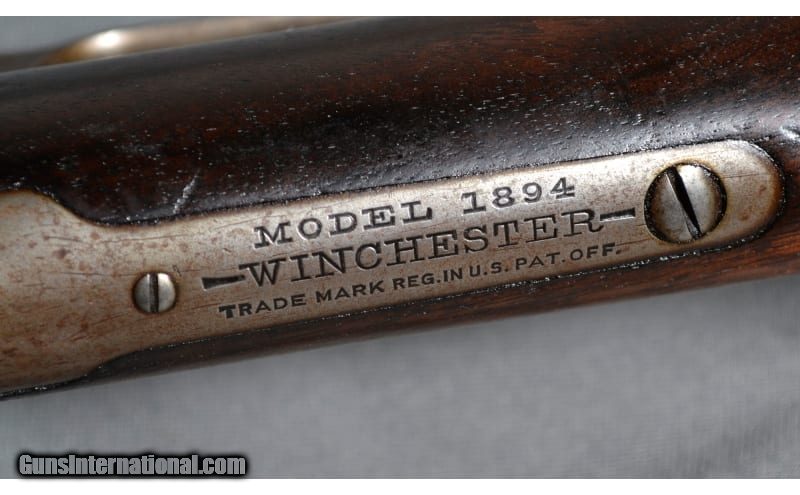 MODEL 1894
WINCHESTER
TRADE MARK REG. IN U.S. PAT. OFF.
GunsInternational.com